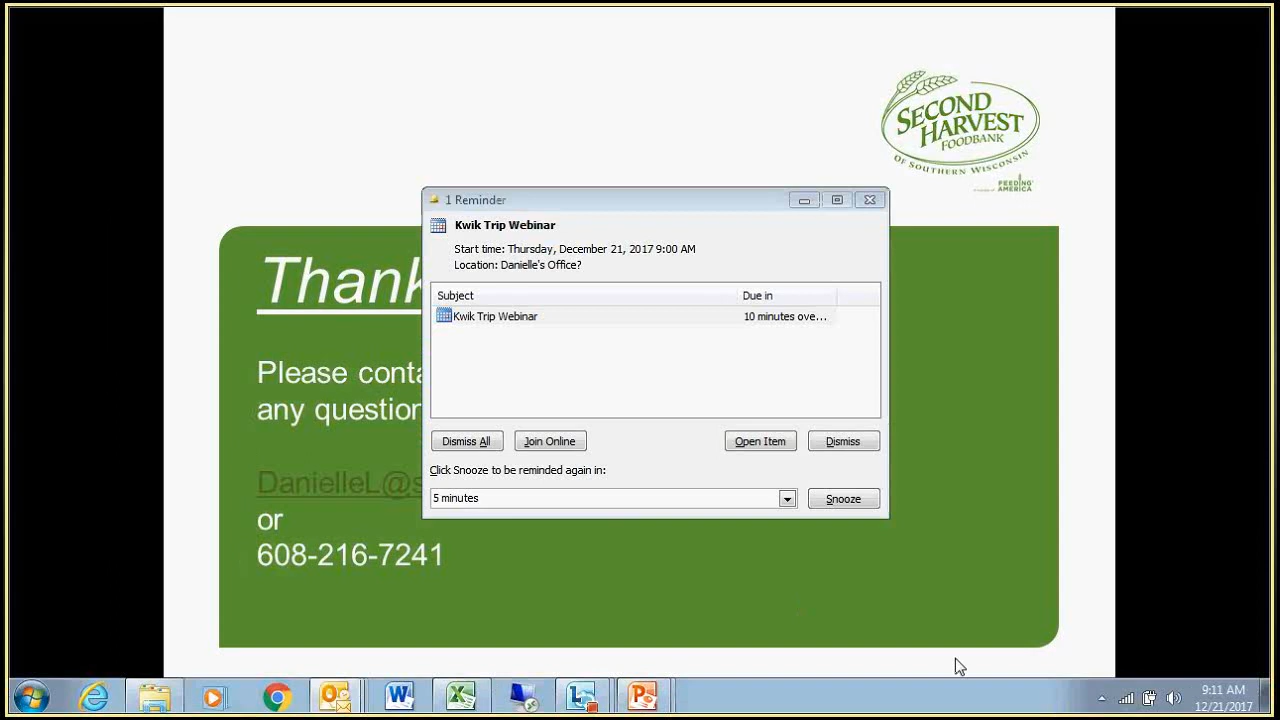 SECOND
HARVEST
FOODBANK
OF SOUTHERN WISCONSIN
FEEDING
AMERICA
1 Reminder
Kwik Trip Webinar
Start time: Thursday, December 21, 2017 9:00 AM
Location: Danielle's Office?
Subject Due in
Kwik Trip Webinar 10 minutes ove...
Dismiss All Join Online Open Item Dismiss
Click Snooze to be reminded again in:
5 minutes Snooze
Thank
Please conta
any question
DanielleL@s
or
608-216-7241
9:11 AM
12/21/2017